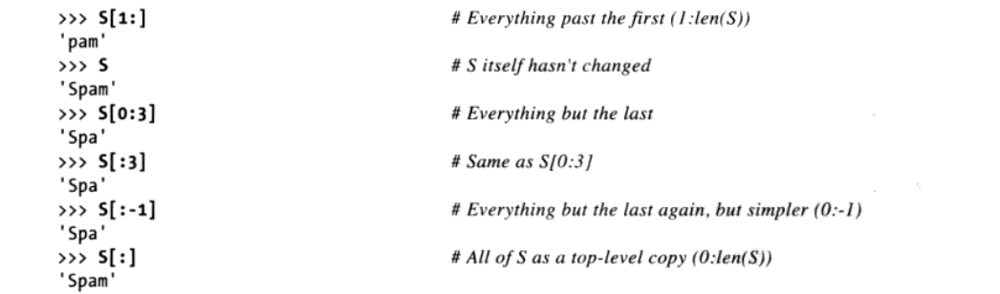 >>> S[1:] # Everything past the first (1:len(S))
'pam'
>>> S # S itself hasn't changed
'Spam'
>>> S[0:3] # Everything but the last
'Spa'
>>> S[:3] # Same as S[0:3]
'Spa'
>>> S[:-1] # Everything but the last again, but simpler (0:-1)
'Spa'
>>> S[:] # All of S as a top-level copy (0:len(S))
'Spam'